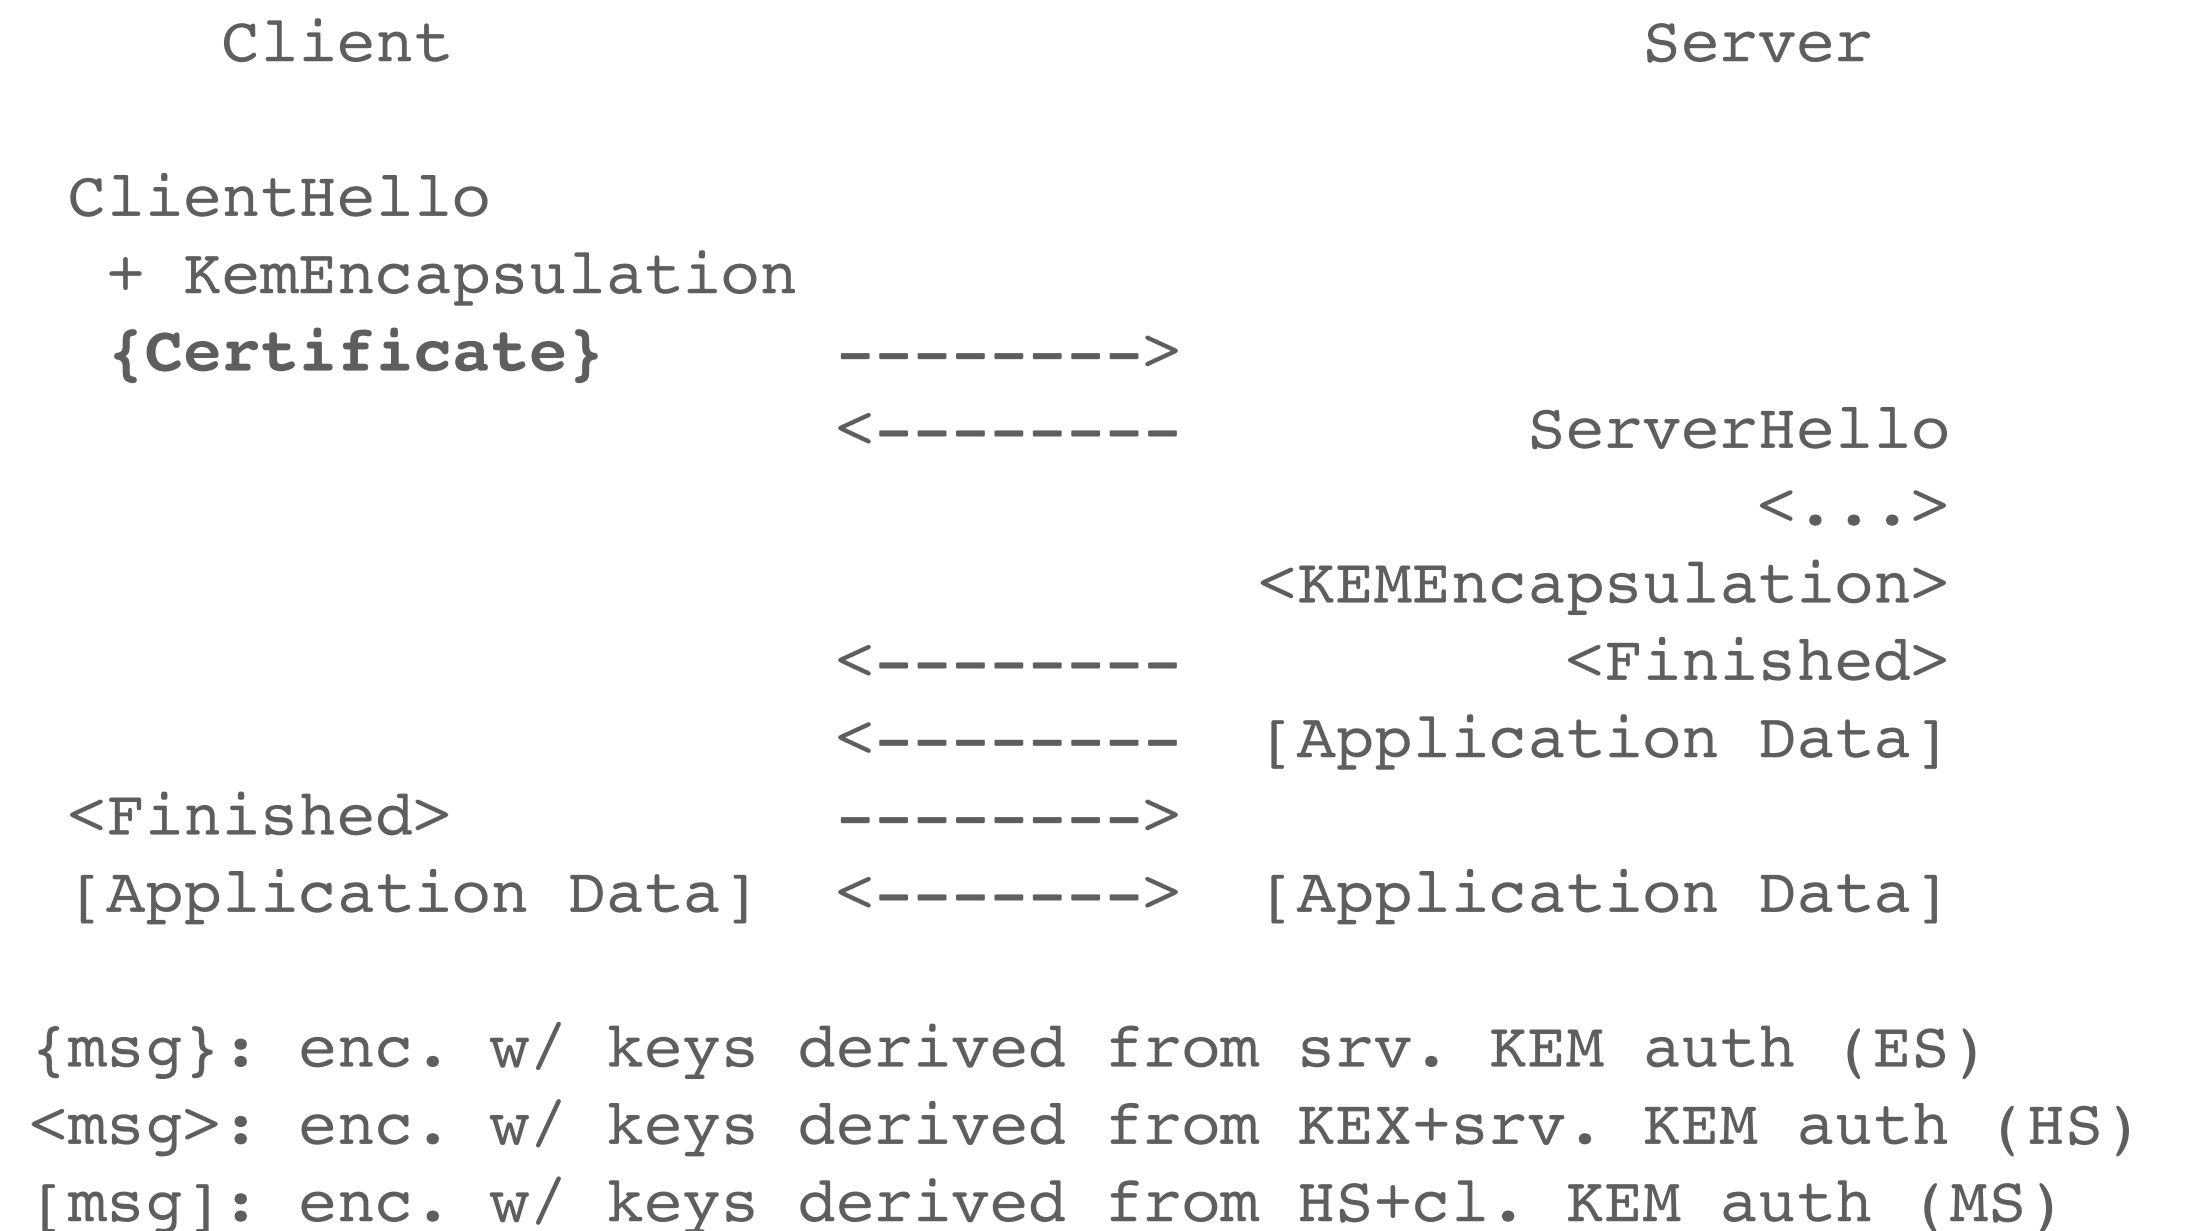 Client Server
ClientHello
+ KemEncapsulation
{Certificate} -------->
<-------- ServerHello
<...>
<KEMEncapsulation>
<-------- <Finished>
<-------- [Application Data]
<Finished> -------->
[Application Data] <-------> [Application Data]
{msg}: enc. w/ keys derived from srv. KEM auth (ES)
<msg>: enc. w/ keys derived from KEX+srv. KEM auth (HS)
[msg]: enc. w/ keys derived from HS+cl. KEM auth (MS)